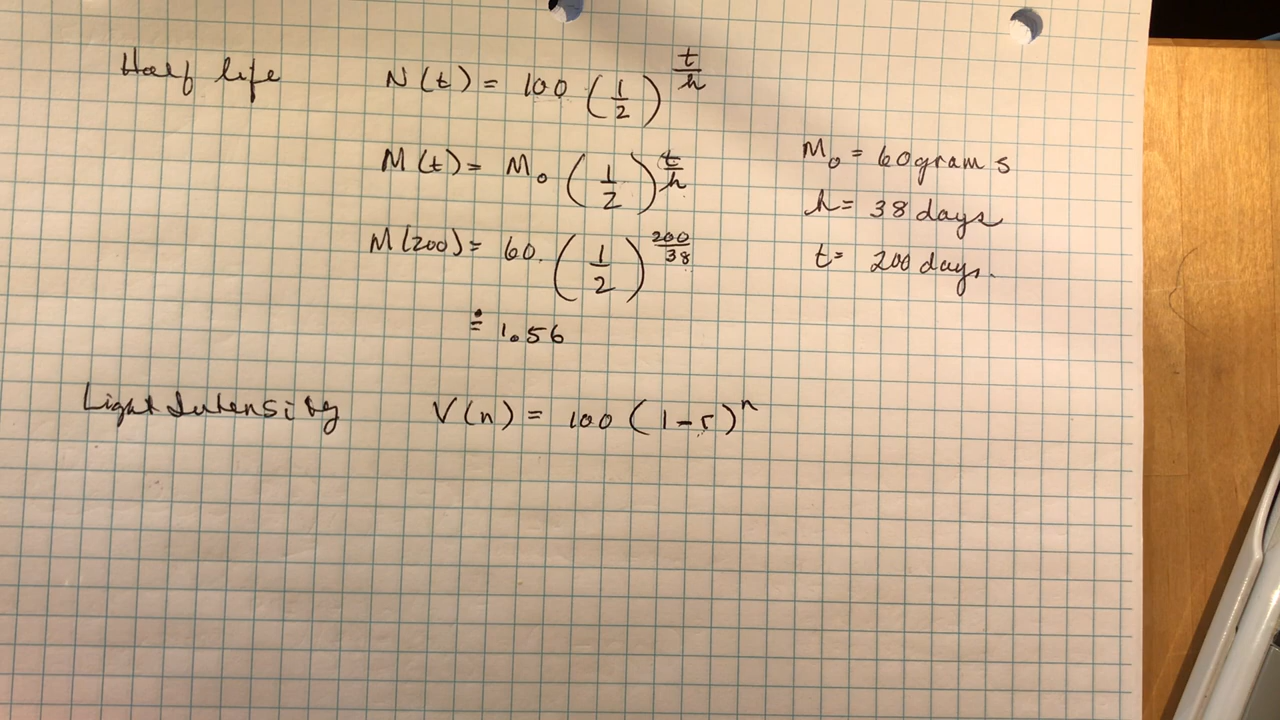 Half life N(t) = 100 (1/2)^(t/h)
M(t) = M₀ (1/2)^(t/h) M₀ = 60 grams
h = 38 days
M(200) = 60. (1/2)^(200/38) t = 200 days.
≐ 1.56
Light Intensity V(n) = 100 (1-r)^n